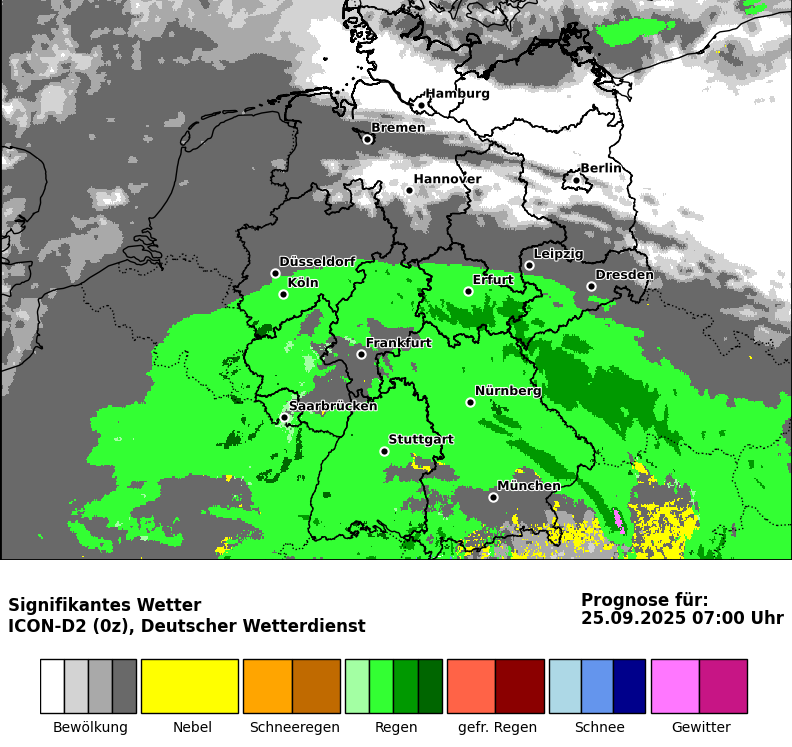 Hamburg
Bremen
Berlin
Hannover
Leipzig
Düsseldorf
Dresden
Erfurt
Köln
Frankfurt
Nürnberg
Saarbrücken
Stuttgart
München
Signifikantes Wetter
ICON-D2 (0z), Deutscher Wetterdienst
Prognose für:
25.09.2025 07:00 Uhr
Bewölkung
Nebel
Schneeregen
Regen
gefr. Regen
Schnee
Gewitter